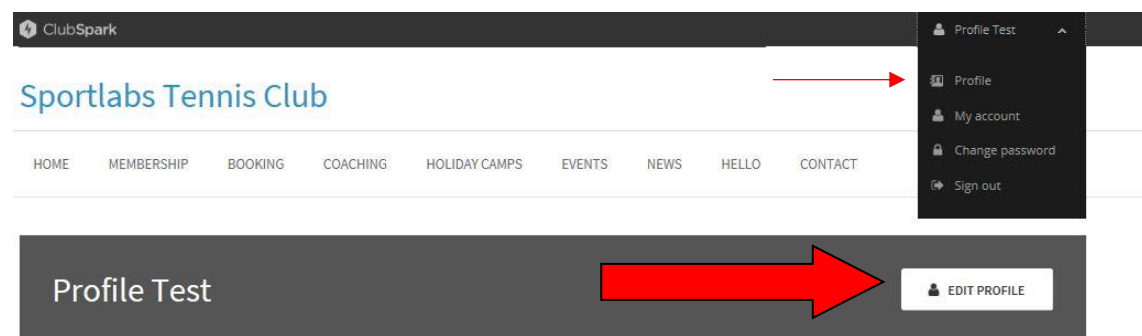 ClubSpark
Profile Test
Profile
My account
Change password
Sign out
Sportlabs Tennis Club
HOME MEMBERSHIP BOOKING COACHING HOLIDAY CAMPS EVENTS NEWS HELLO CONTACT
Profile Test
EDIT PROFILE